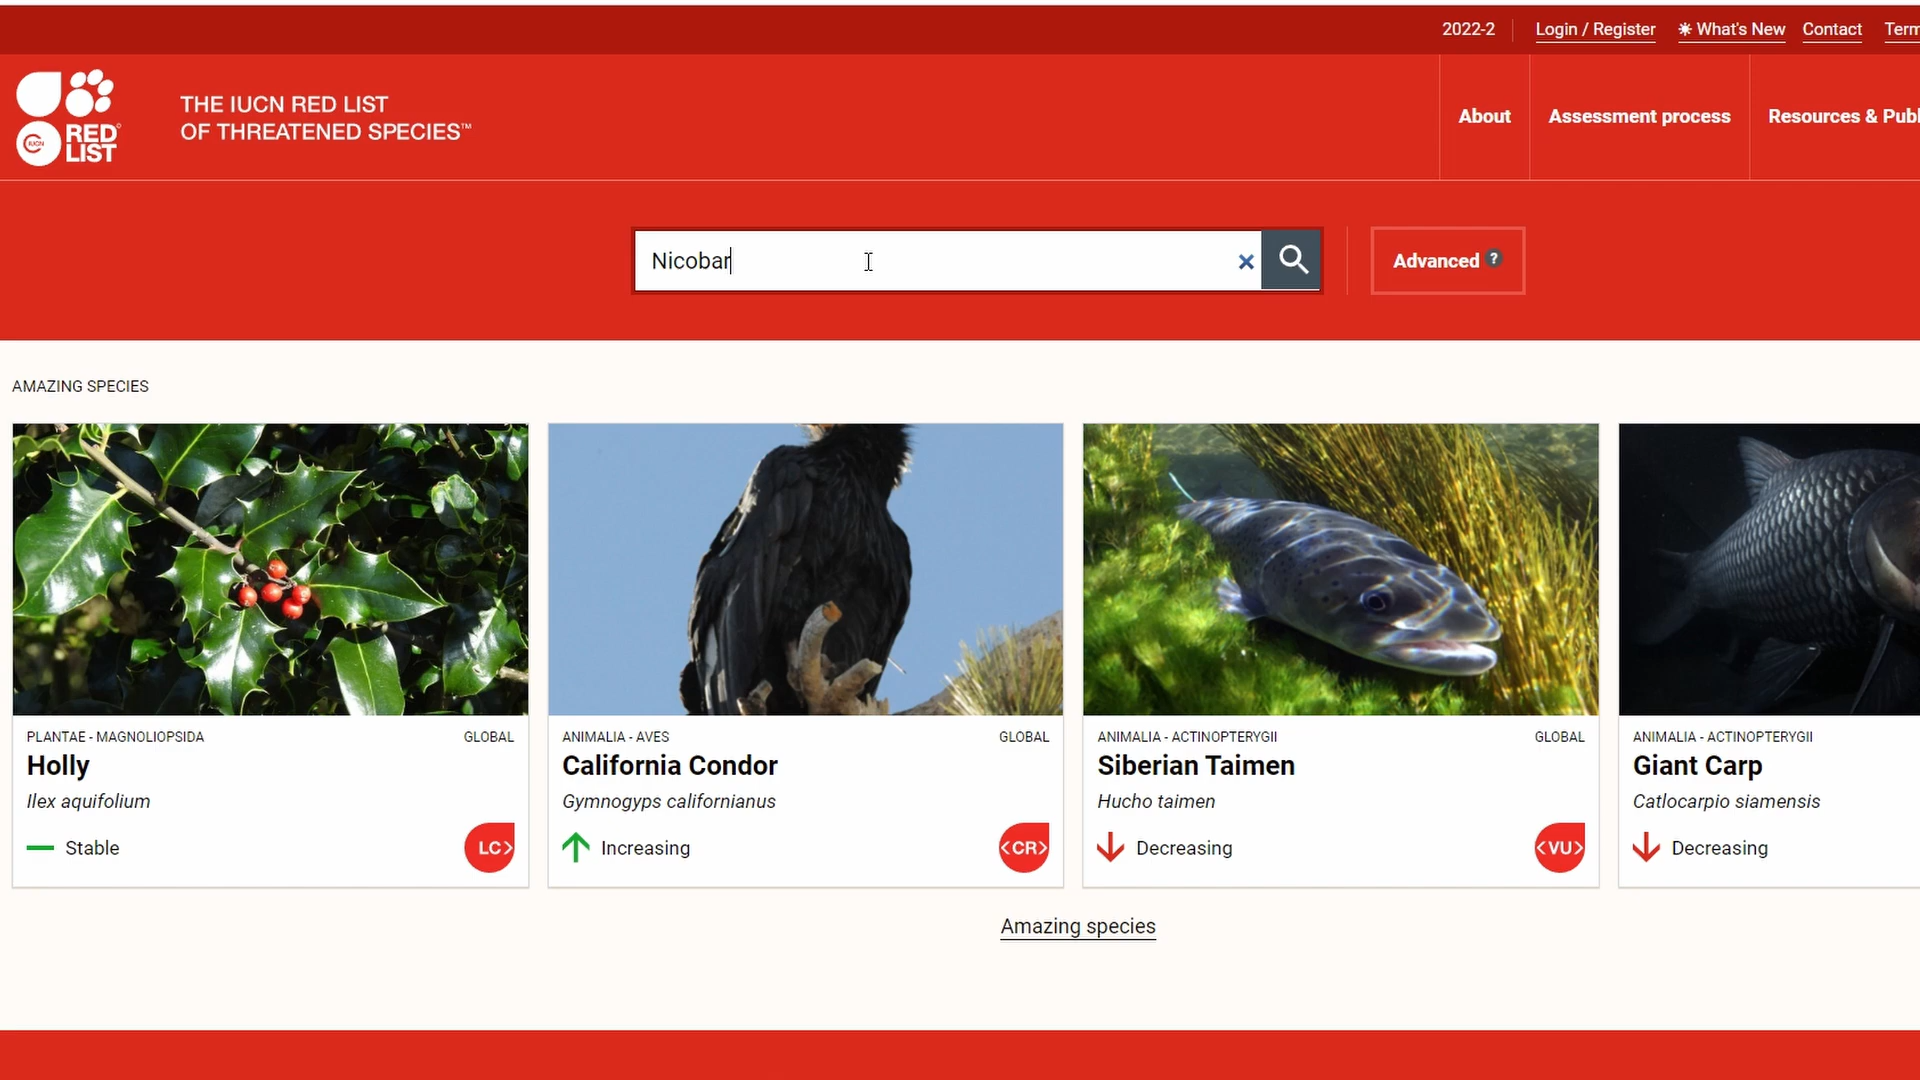 2022-2
Login / Register
What's New
Contact
Term
RED
LIST
IUCN
THE IUCN RED LIST
OF THREATENED SPECIES™
About
Assessment process
Resources & Publ
Nicobar
Advanced ?
AMAZING SPECIES
PLANTAE - MAGNOLIOPSIDA GLOBAL
Holly
Ilex aquifolium
Stable LC
ANIMALIA - AVES GLOBAL
California Condor
Gymnogyps californianus
Increasing CR
ANIMALIA - ACTINOPTERYGII GLOBAL
Siberian Taimen
Hucho taimen
Decreasing VU
ANIMALIA - ACTINOPTERYGII
Giant Carp
Catlocarpio siamensis
Decreasing
Amazing species